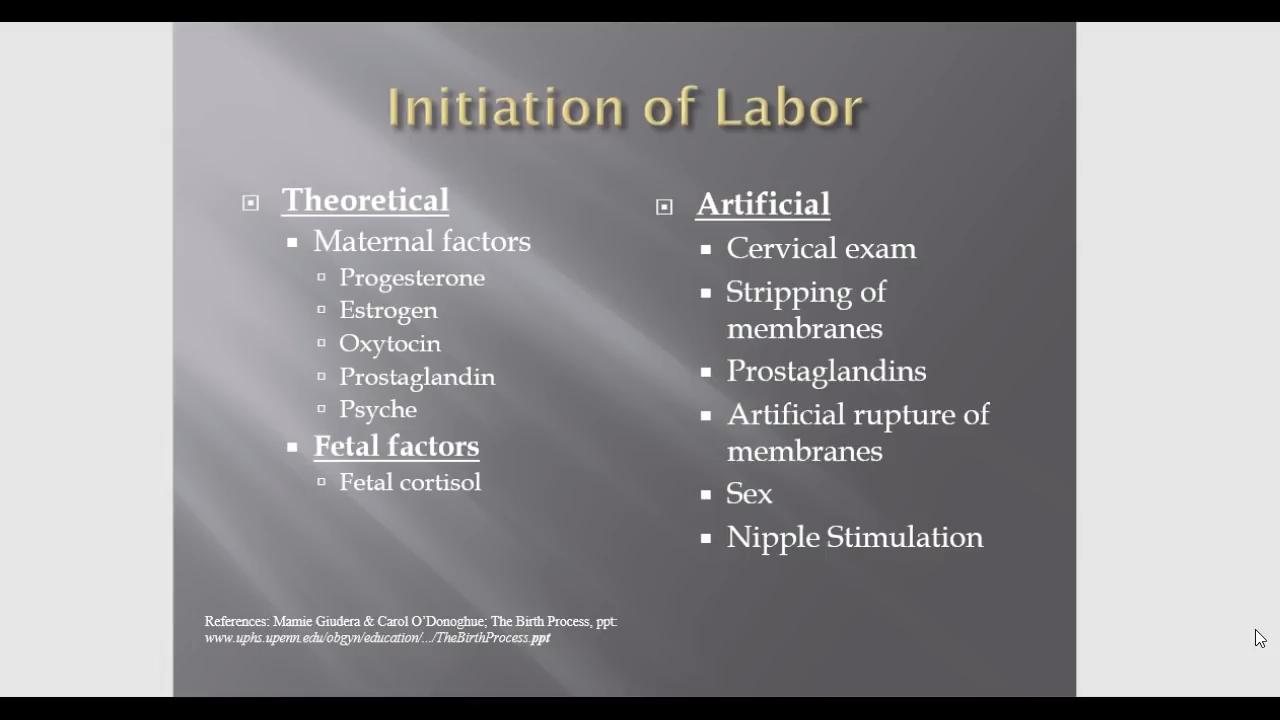 Initiation of Labor
Theoretical
Maternal factors
Progesterone
Estrogen
Oxytocin
Prostaglandin
Psyche
Fetal factors
Fetal cortisol
Artificial
Cervical exam
Stripping of
membranes
Prostaglandins
Artificial rupture of
membranes
Sex
Nipple Stimulation
References: Mamie Giudera & Carol O’Donoghue; The Birth Process, ppt:
www.uphs.upenn.edu/obgyn/education/.../TheBirthProcess.ppt